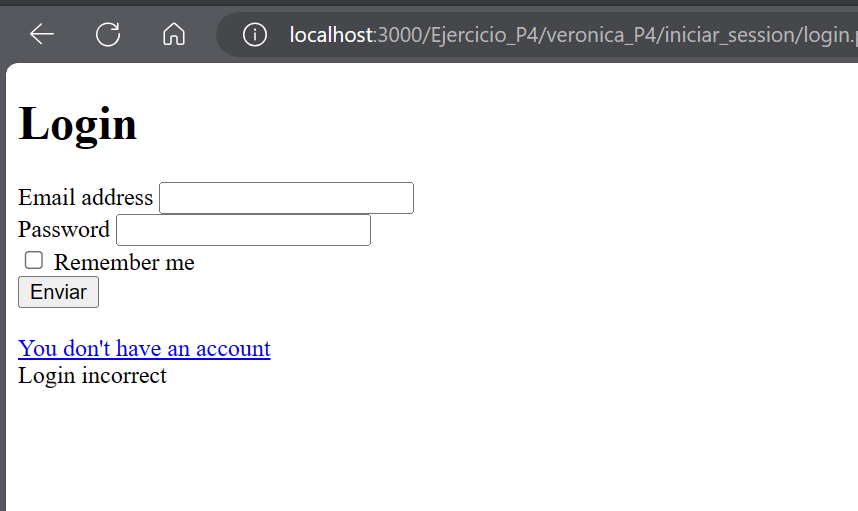 localhost:3000/Ejercicio_P4/veronica_P4/iniciar_session/login.
Login
Email address
Password
Remember me
Enviar
You don't have an account
Login incorrect